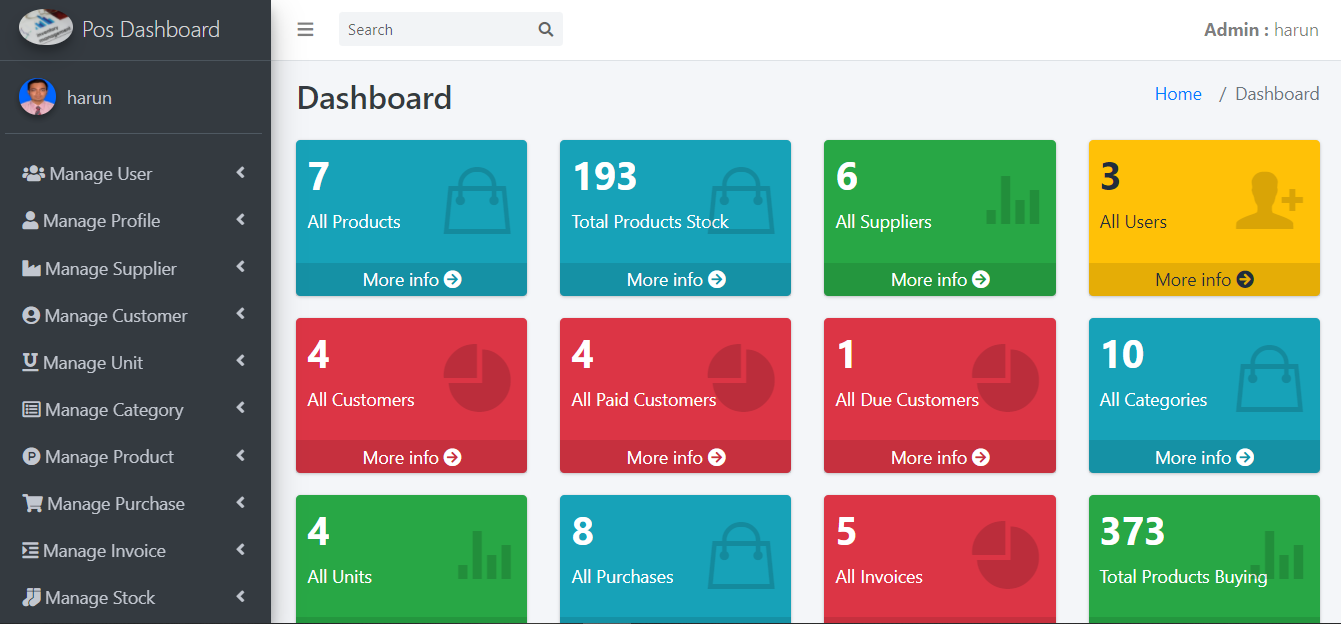 Pos Dashboard
Search
Admin : harun
harun
Manage User
Manage Profile
Manage Supplier
Manage Customer
Manage Unit
Manage Category
Manage Product
Manage Purchase
Manage Invoice
Manage Stock
Dashboard
Home / Dashboard
7
All Products
More info
193
Total Products Stock
More info
6
All Suppliers
More info
3
All Users
More info
4
All Customers
More info
4
All Paid Customers
More info
1
All Due Customers
More info
10
All Categories
More info
4
All Units
8
All Purchases
5
All Invoices
373
Total Products Buying